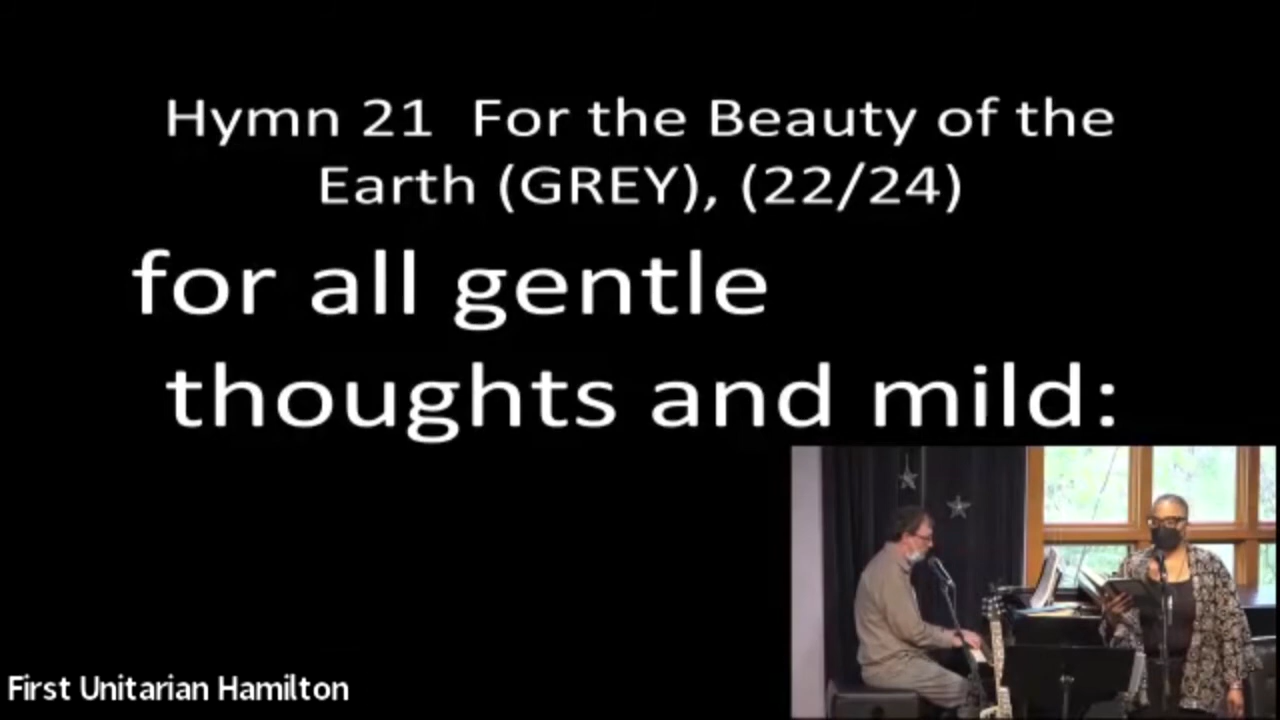 Hymn 21  For the Beauty of the
Earth (GREY), (22/24)
for all gentle
thoughts and mild:
First Unitarian Hamilton